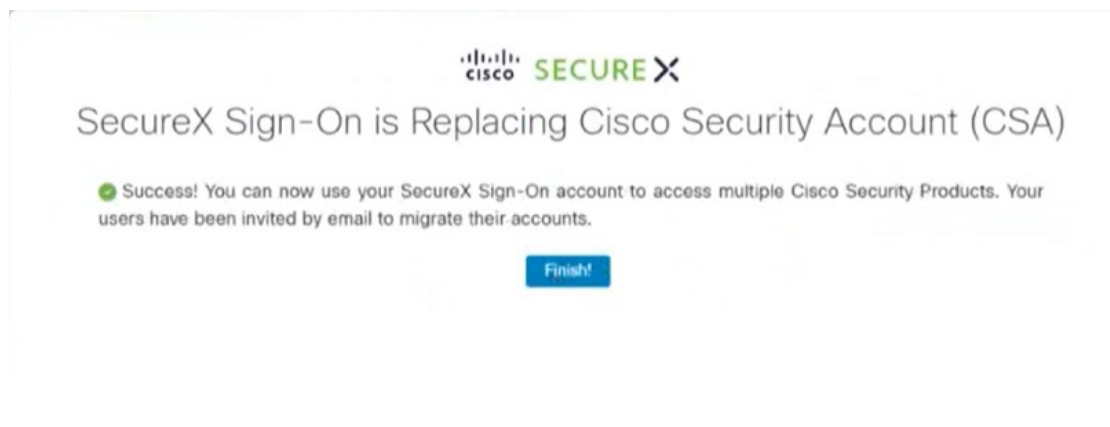 CISCO SECUREX
SecureX Sign-On is Replacing Cisco Security Account (CSA)
Success! You can now use your SecureX Sign-On account to access multiple Cisco Security Products. Your
users have been invited by email to migrate their accounts.
Finish!